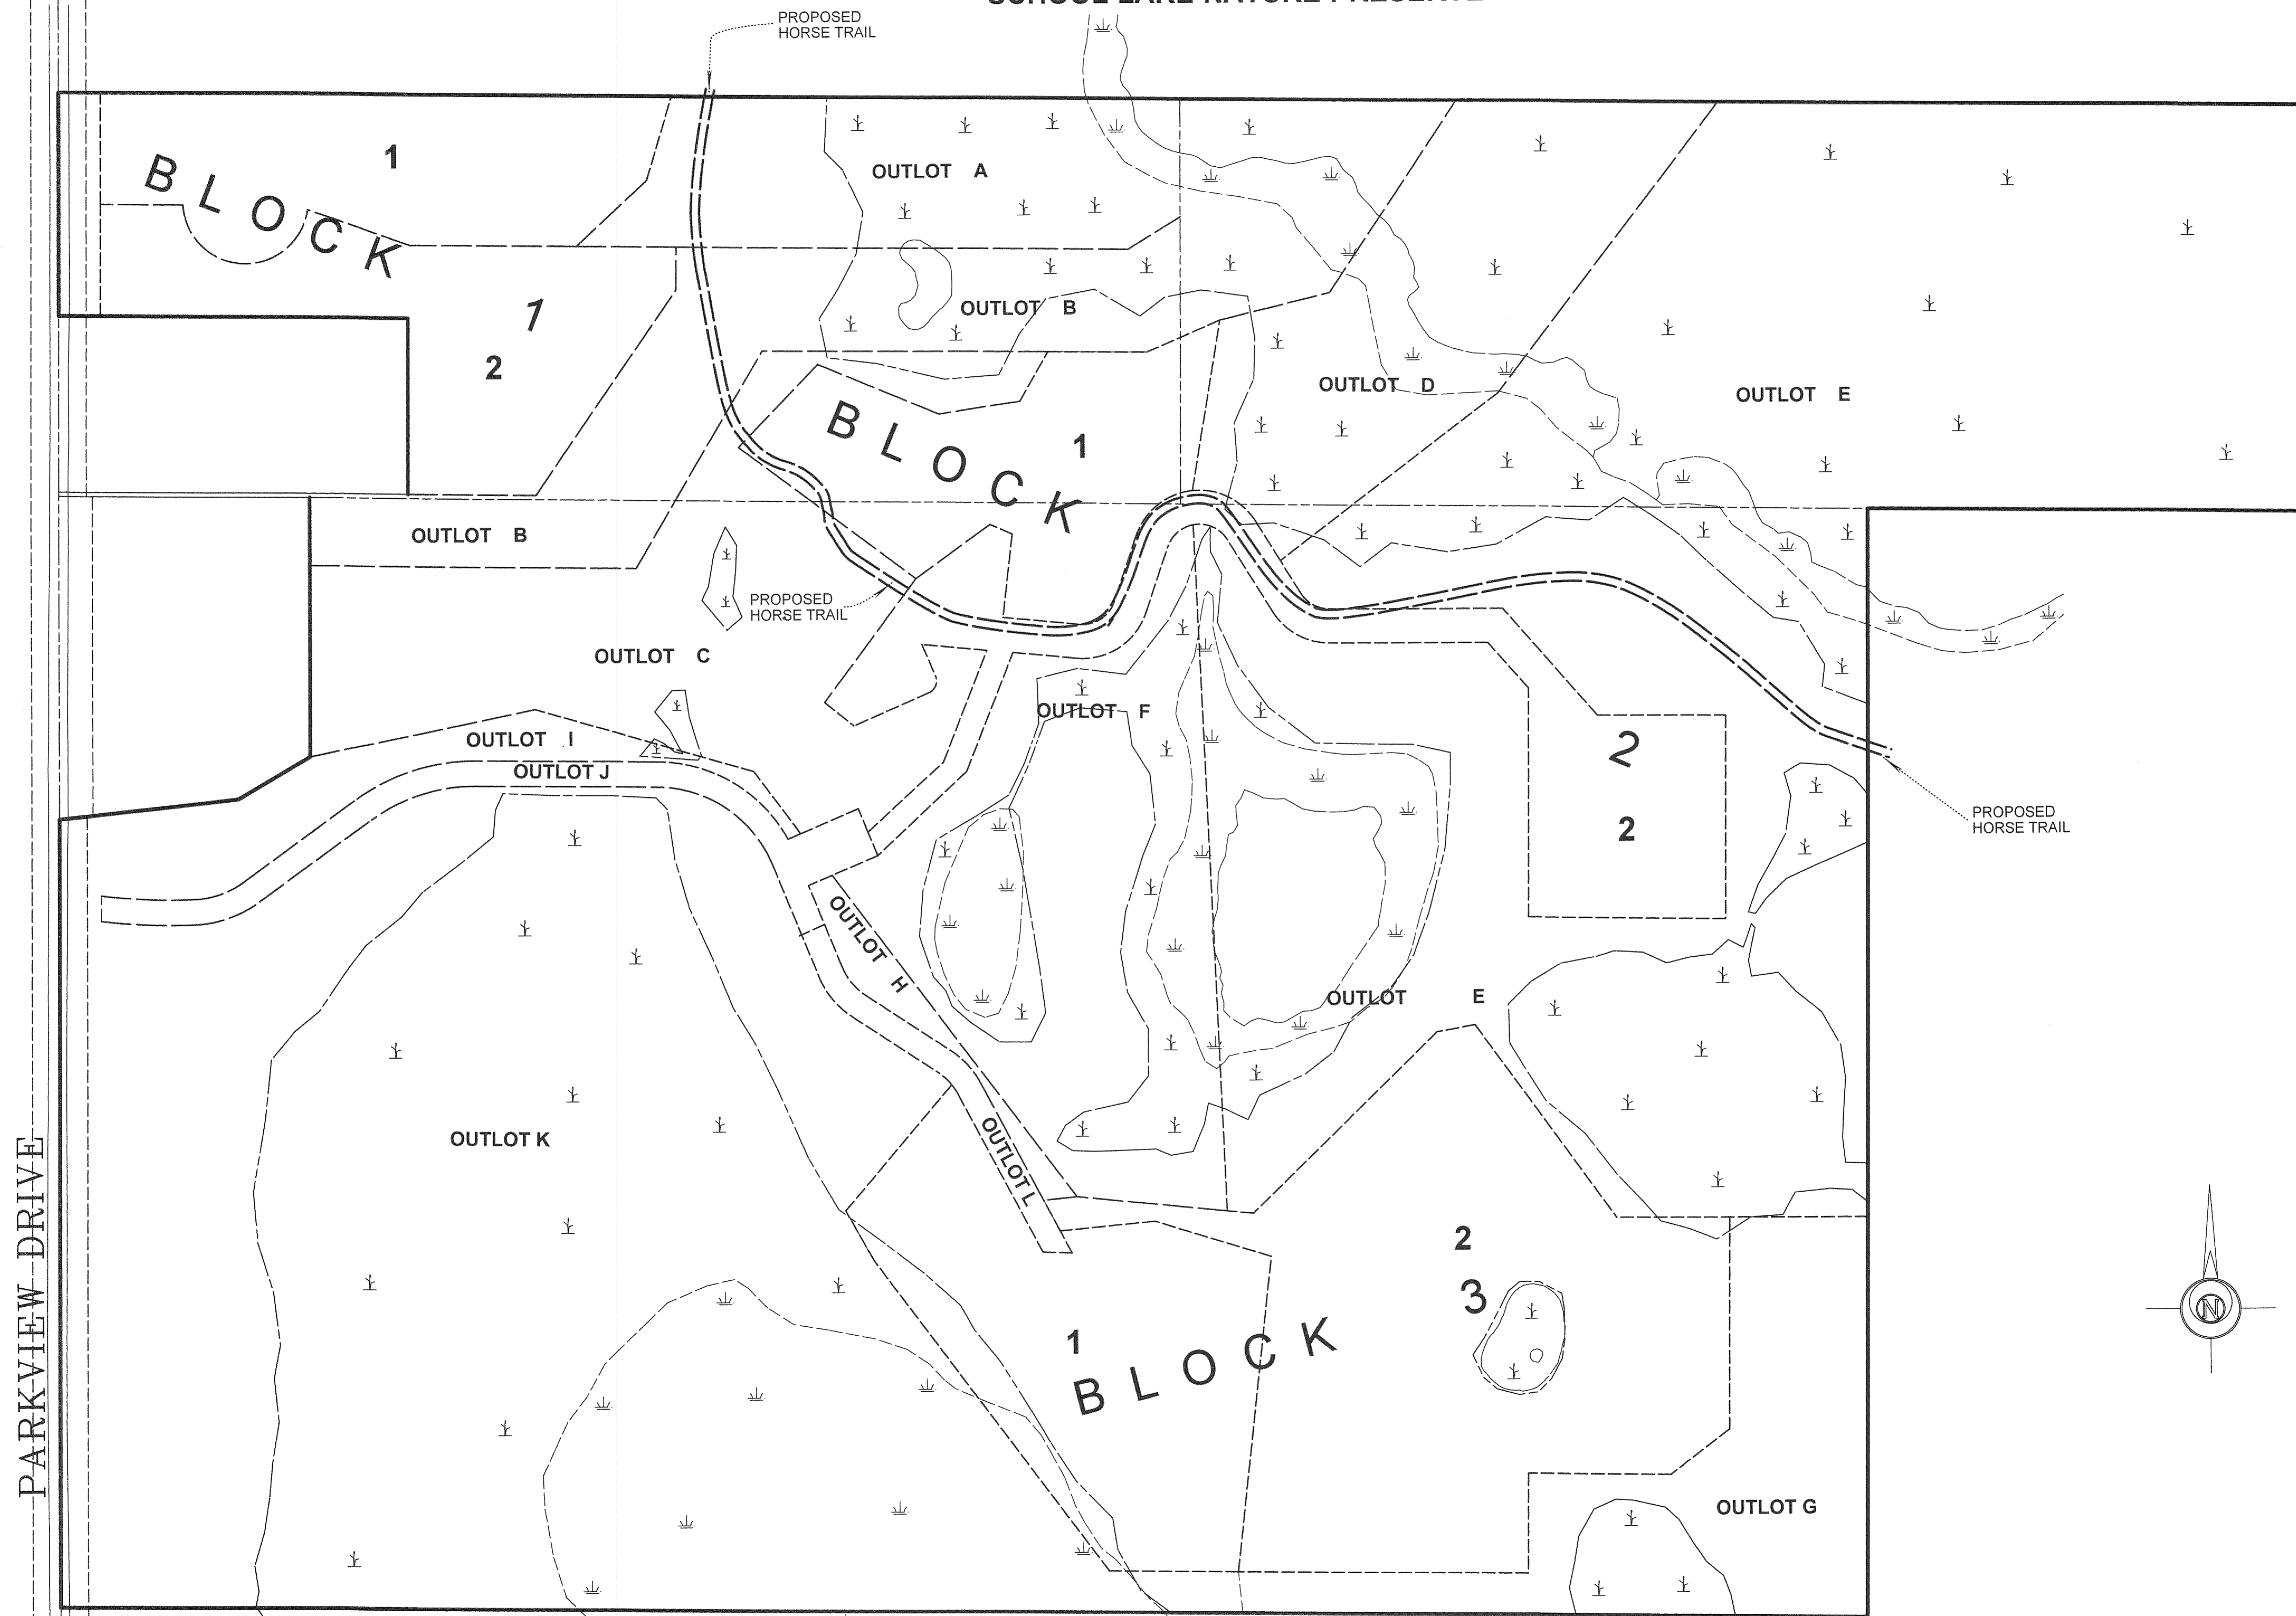 PROPOSED
HORSE TRAIL
1
BLOCK
1
2
OUTLOT A
OUTLOT B
BLOCK
1
OUTLOT D
OUTLOT E
OUTLOT B
PROPOSED
HORSE TRAIL
OUTLOT C
OUTLOT F
OUTLOT I
OUTLOT J
2
2
PROPOSED
HORSE TRAIL
OUTLOT H
OUTLOT E
OUTLOT K
OUTLOT L
PARKVIEW DRIVE
2
3
1
BLOCK
N
OUTLOT G